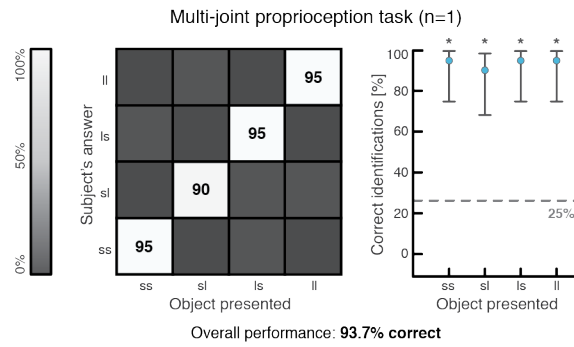 Multi-joint proprioception task (n=1)
100%
50%
0%
Subject's answer
ll
ls
sl
ss
95
95
90
95
ss
sl
ls
ll
Object presented
Correct identifications [%]
100
80
60
40
20
0
* * * *
25%
ss
sl
ls
ll
Object presented
Overall performance: 93.7% correct